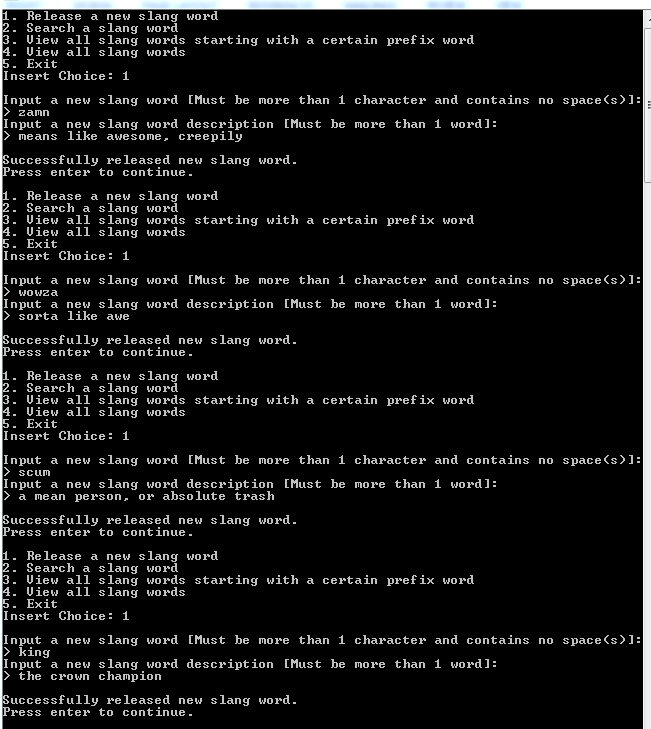 1. Release a new slang word
2. Search a slang word
3. View all slang words starting with a certain prefix word
4. View all slang words
5. Exit
Insert Choice: 1
Input a new slang word [Must be more than 1 character and contains no space(s)]:
> zamn
Input a new slang word description [Must be more than 1 word]:
> means like awesome, creepily
Successfully released new slang word.
Press enter to continue.
1. Release a new slang word
2. Search a slang word
3. View all slang words starting with a certain prefix word
4. View all slang words
5. Exit
Insert Choice: 1
Input a new slang word [Must be more than 1 character and contains no space(s)]:
> wowza
Input a new slang word description [Must be more than 1 word]:
> sorta like awe
Successfully released new slang word.
Press enter to continue.
1. Release a new slang word
2. Search a slang word
3. View all slang words starting with a certain prefix word
4. View all slang words
5. Exit
Insert Choice: 1
Input a new slang word [Must be more than 1 character and contains no space(s)]:
> scum
Input a new slang word description [Must be more than 1 word]:
> a mean person, or absolute trash
Successfully released new slang word.
Press enter to continue.
1. Release a new slang word
2. Search a slang word
3. View all slang words starting with a certain prefix word
4. View all slang words
5. Exit
Insert Choice: 1
Input a new slang word [Must be more than 1 character and contains no space(s)]:
> king
Input a new slang word description [Must be more than 1 word]:
> the crown champion
Successfully released new slang word.
Press enter to continue.